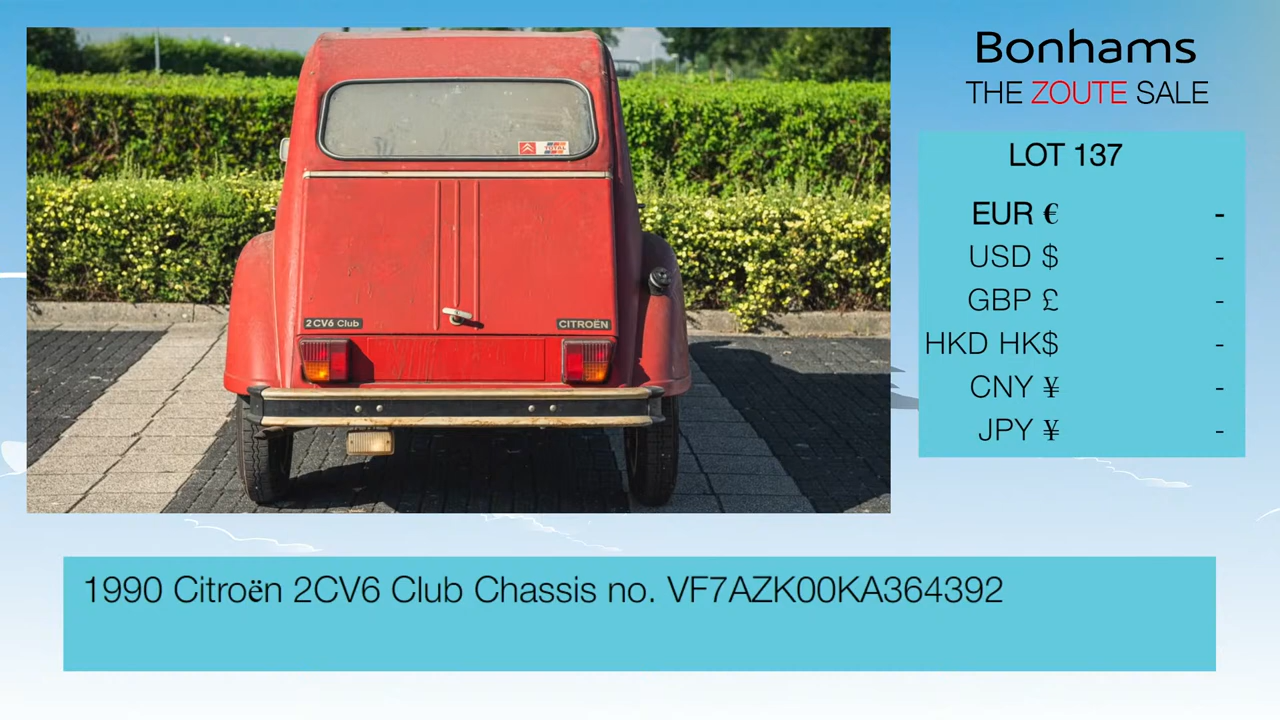 Bonhams
THE ZOUTE SALE
LOT 137
EUR € -
USD $ -
GBP £ -
HKD HK$ -
CNY ¥ -
JPY ¥ -
TOTAL
2CV6 Club
CITROËN
1990 Citroën 2CV6 Club Chassis no. VF7AZK00KA364392